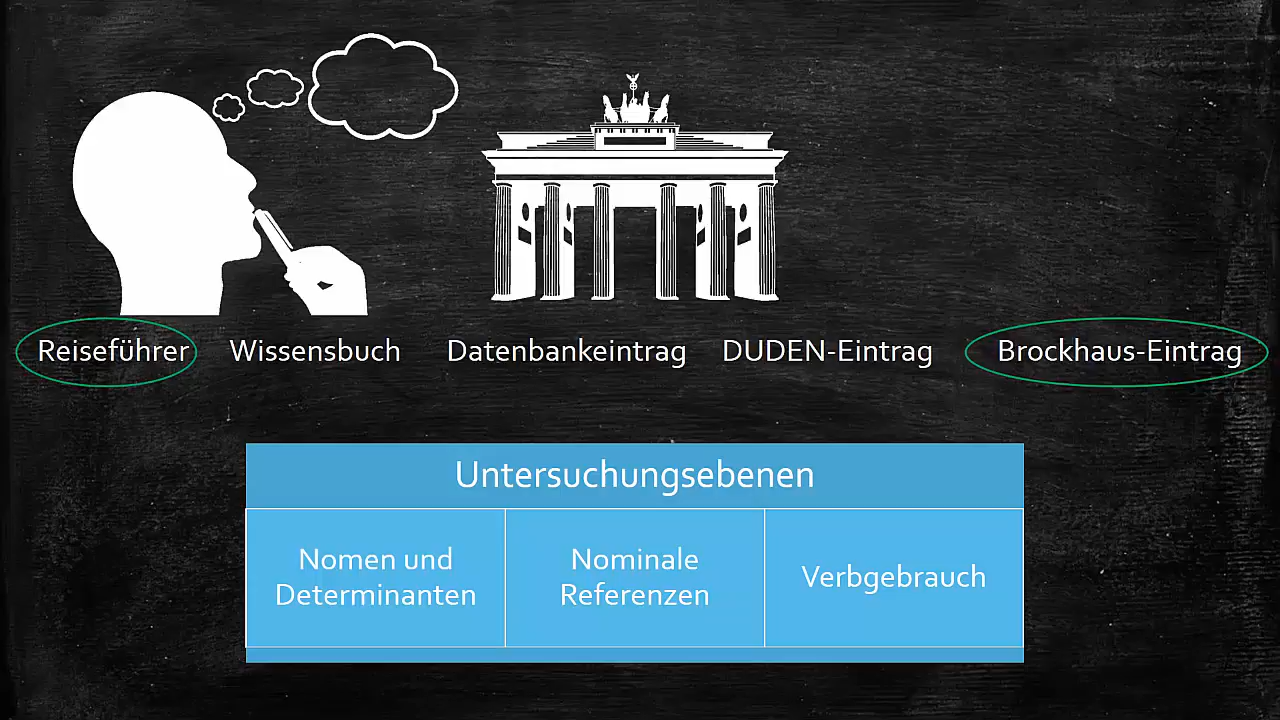 Reiseführer Wissensbuch Datenbankeintrag DUDEN-Eintrag Brockhaus-Eintrag
Untersuchungsebenen
Nomen und
Determinanten
Nominale
Referenzen
Verbgebrauch